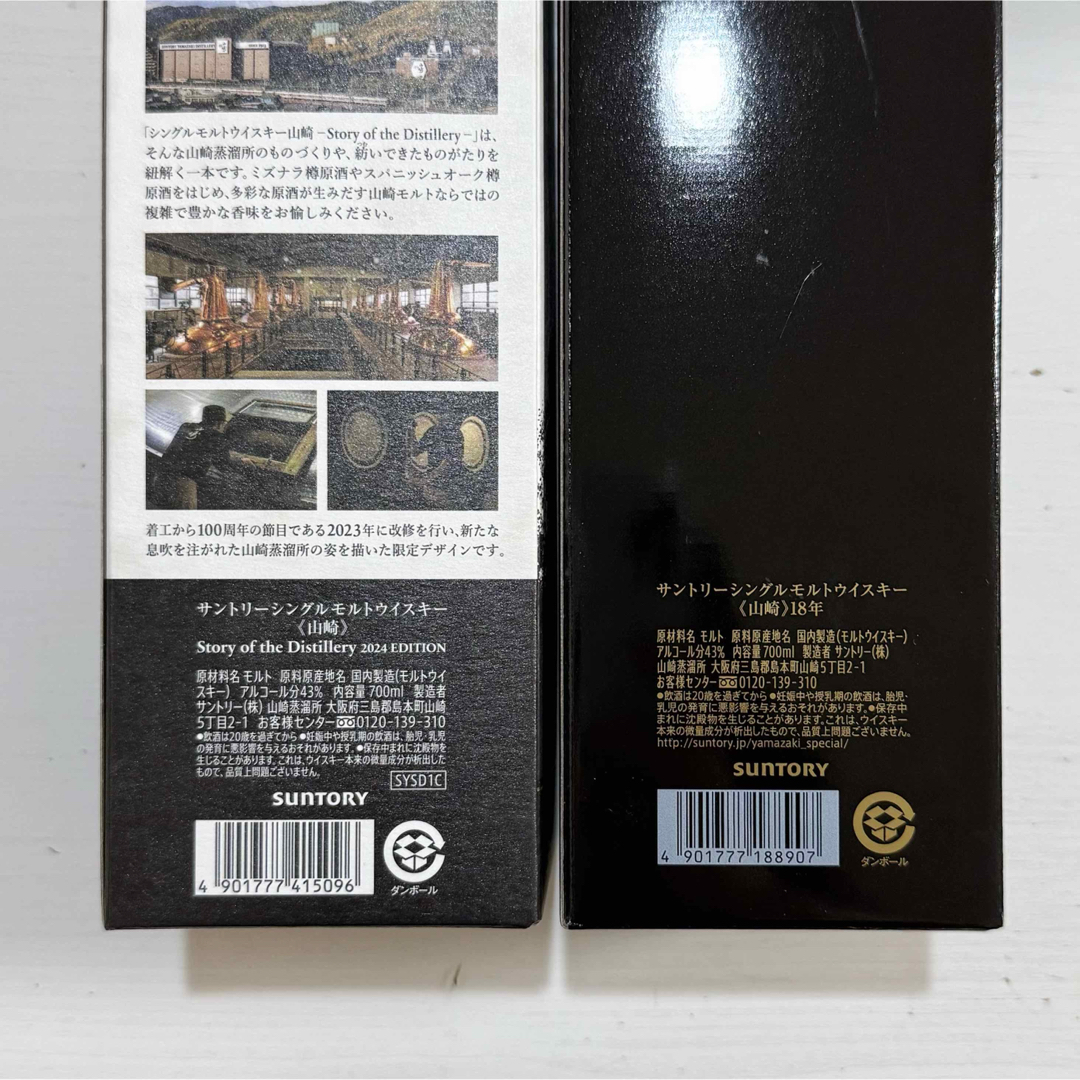 「シングルモルトウイスキー山崎 −Story of the Distillery−」は、
そんな山崎蒸溜所のものづくりや、紡いできたものがたりを
紐解く一本です。ミズナラ樽原酒やスパニッシュオーク樽
原酒をはじめ、多彩な原酒が生みだす山崎モルトならではの
複雑で豊かな香味をお愉しみください。
着工から100周年の節目である2023年に改修を行い、新たな
息吹を注がれた山崎蒸溜所の姿を描いた限定デザインです。
サントリーシングルモルトウイスキー
《山崎》
Story of the Distillery 2024 EDITION
原材料名 モルト 原料原産地名 国内製造(モルトウイ
スキー) アルコール分43% 内容量700ml 製造者
サントリー(株) 山崎蒸溜所 大阪府三島郡島本町山崎
5丁目2-1 お客様センター0120-139-310
●飲酒は20歳を過ぎてから ●妊娠中や授乳期の飲酒は、胎児・乳児
の発育に悪影響を与えるおそれがあります。●保存中まれに沈殿物を
生じることがあります。これは、ウイスキー本来の微量成分が析出した
もので、品質上問題ございません。
SYSD1C
SUNTORY
4 901777 415096
ダンボール
サントリーシングルモルトウイスキー
《山崎》18年
原材料名 モルト 原料原産地名 国内製造(モルトウイスキー)
アルコール分43% 内容量700ml 製造者 サントリー(株)
山崎蒸溜所 大阪府三島郡島本町山崎5丁目2-1
お客様センター0120-139-310
●飲酒は20歳を過ぎてから ●妊娠中や授乳期の飲酒は、胎児・
乳児の発育に悪影響を与えるおそれがあります。●保存中
まれに沈殿物を生じることがあります。これは、ウイスキー
本来の微量成分が析出したもので、品質上問題ございません。
http://suntory.jp/yamazaki_special/
SUNTORY
4 901777 188907
ダンボール